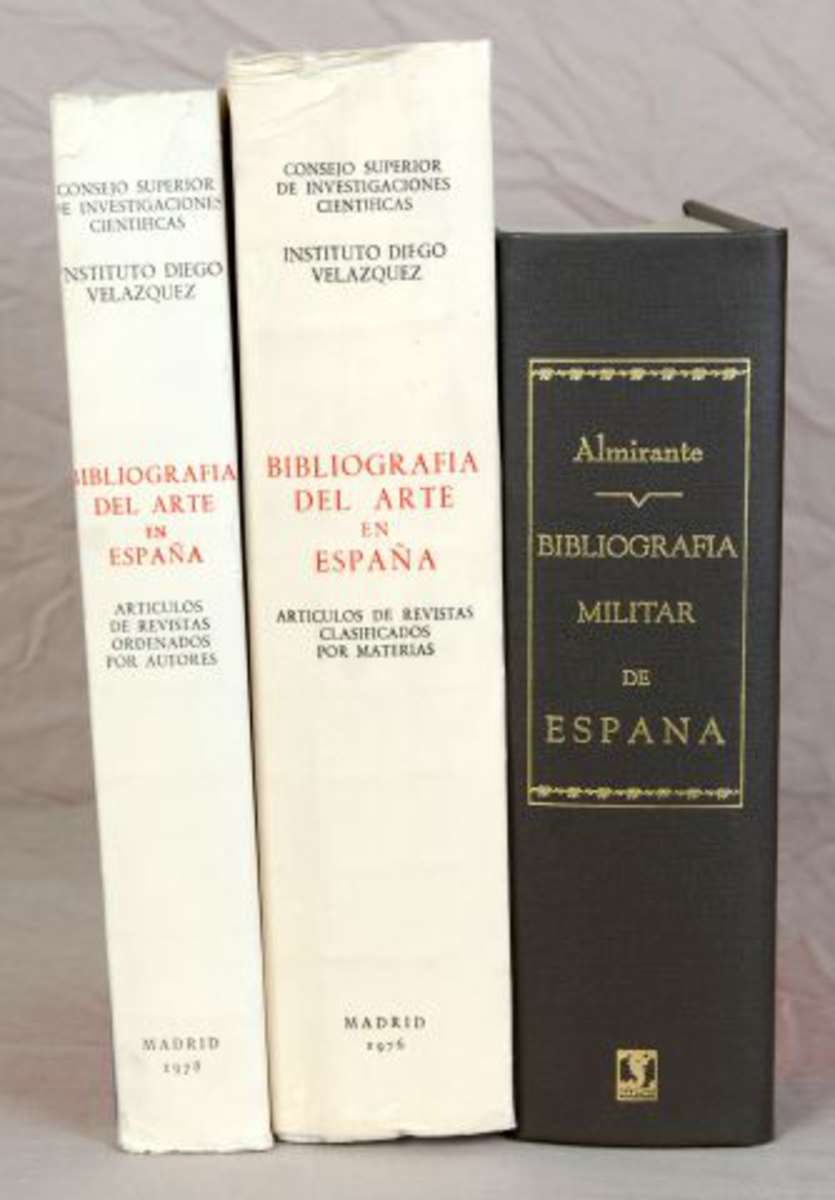 CONSEJO SUPERIOR
DE INVESTIGACIONES
CIENTIFICAS
INSTITUTO DIEGO
VELAZQUEZ
BIBLIOGRAFIA
DEL ARTE
EN
ESPAÑA
ARTICULOS
DE REVISTAS
ORDENADOS
POR AUTORES
MADRID
1978
CONSEJO SUPERIOR
DE INVESTIGACIONES
CIENTIFICAS
INSTITUTO DIEGO
VELAZQUEZ
BIBLIOGRAFIA
DEL ARTE
EN
ESPAÑA
ARTICULOS DE REVISTAS
CLASIFICADOS
POR MATERIAS
MADRID
1976
Almirante
BIBLIOGRAFIA
MILITAR
DE
ESPANA